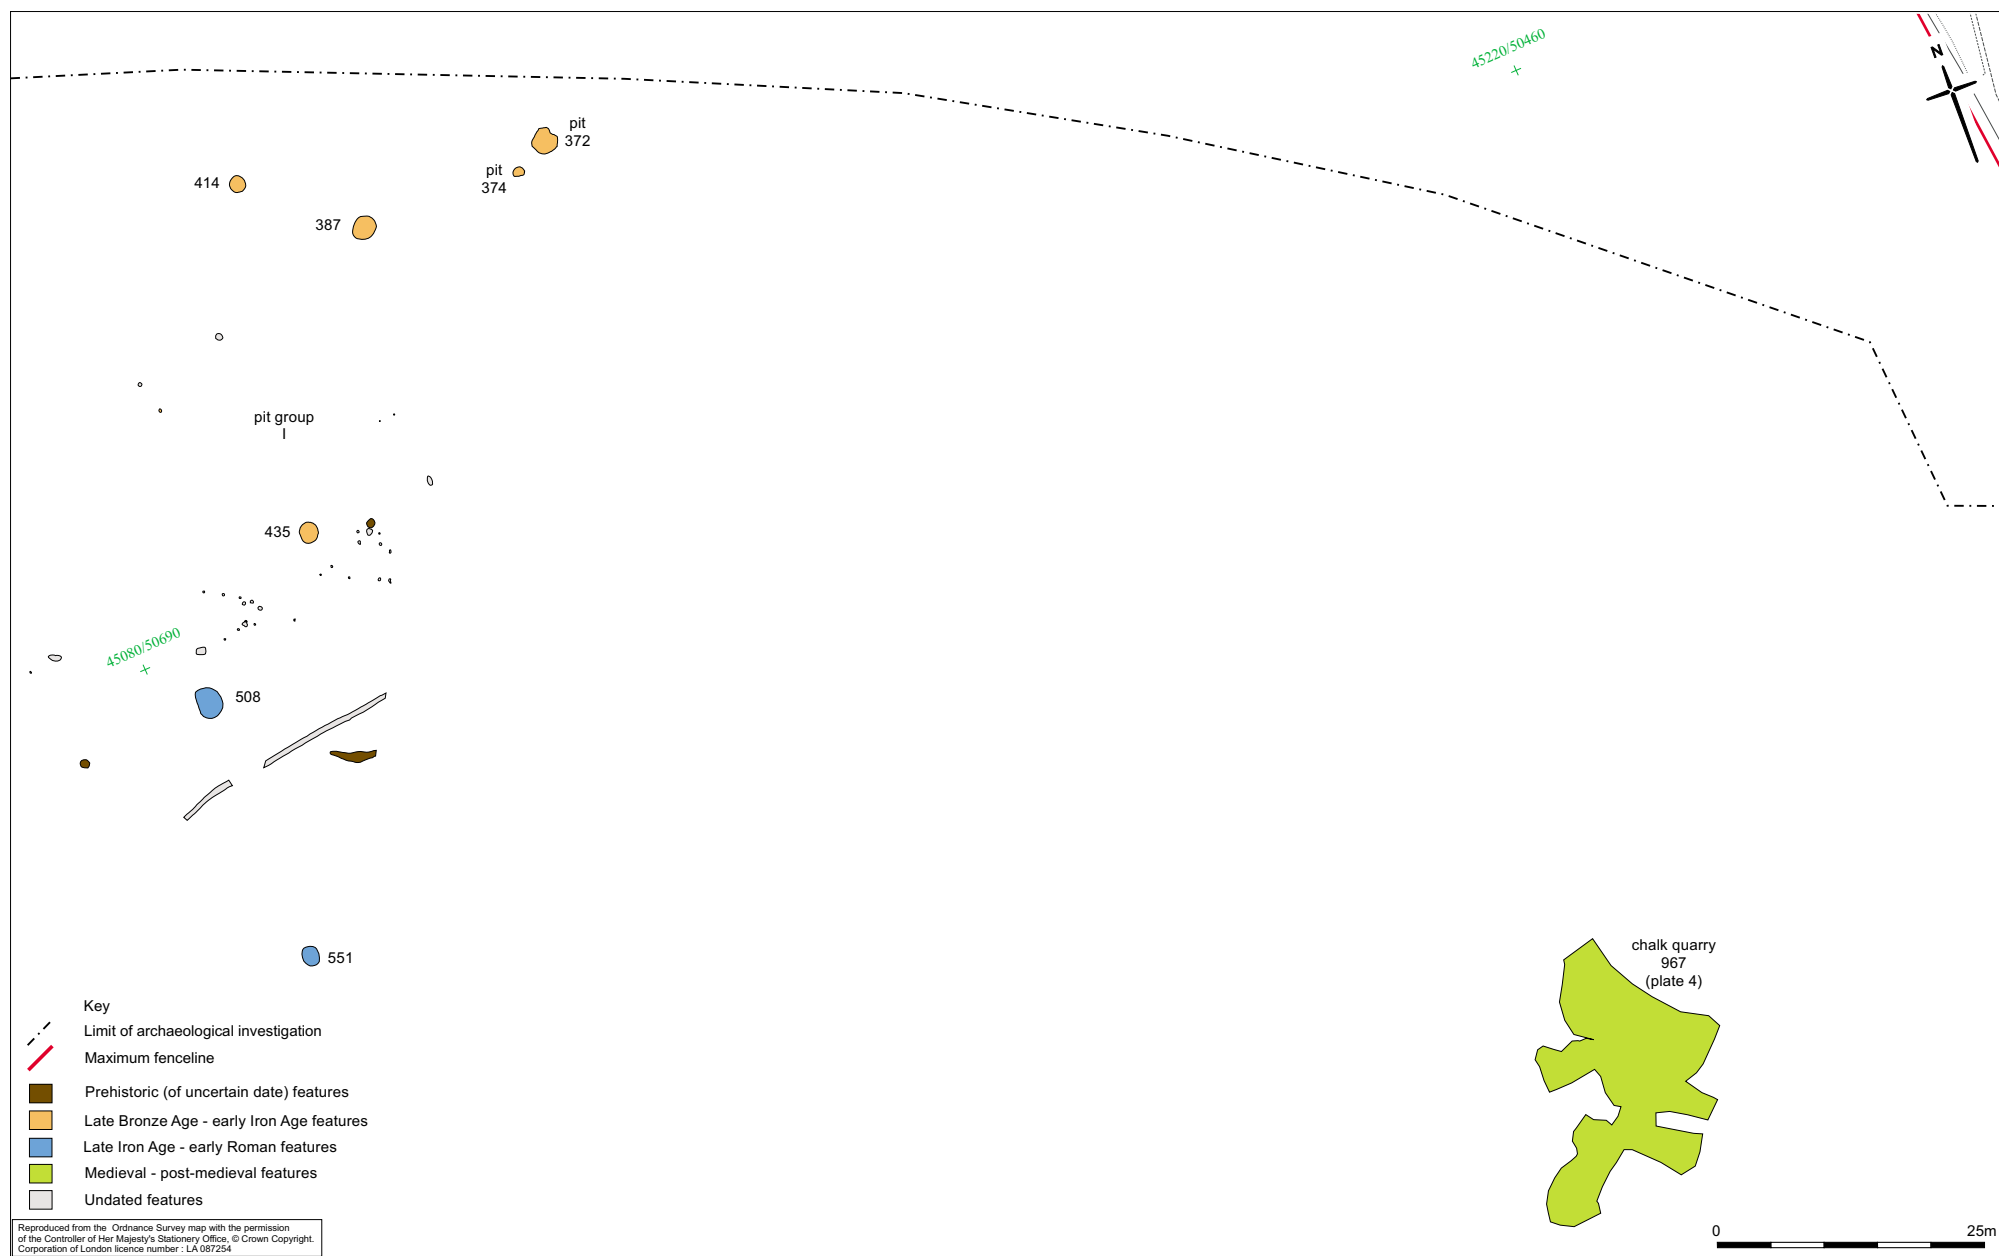 45220/50460
N
pit
372
pit
374
414
387
pit group
I
435
45080/50690
508
551
chalk quarry
967
(plate 4)
Key
Limit of archaeological investigation
Maximum fenceline
Prehistoric (of uncertain date) features
Late Bronze Age - early Iron Age features
Late Iron Age - early Roman features
Medieval - post-medieval features
Undated features
Reproduced from the Ordnance Survey map with the permission
of the Controller of Her Majesty's Stationery Office, © Crown Copyright.
Corporation of London licence number : LA 087254
0 25m